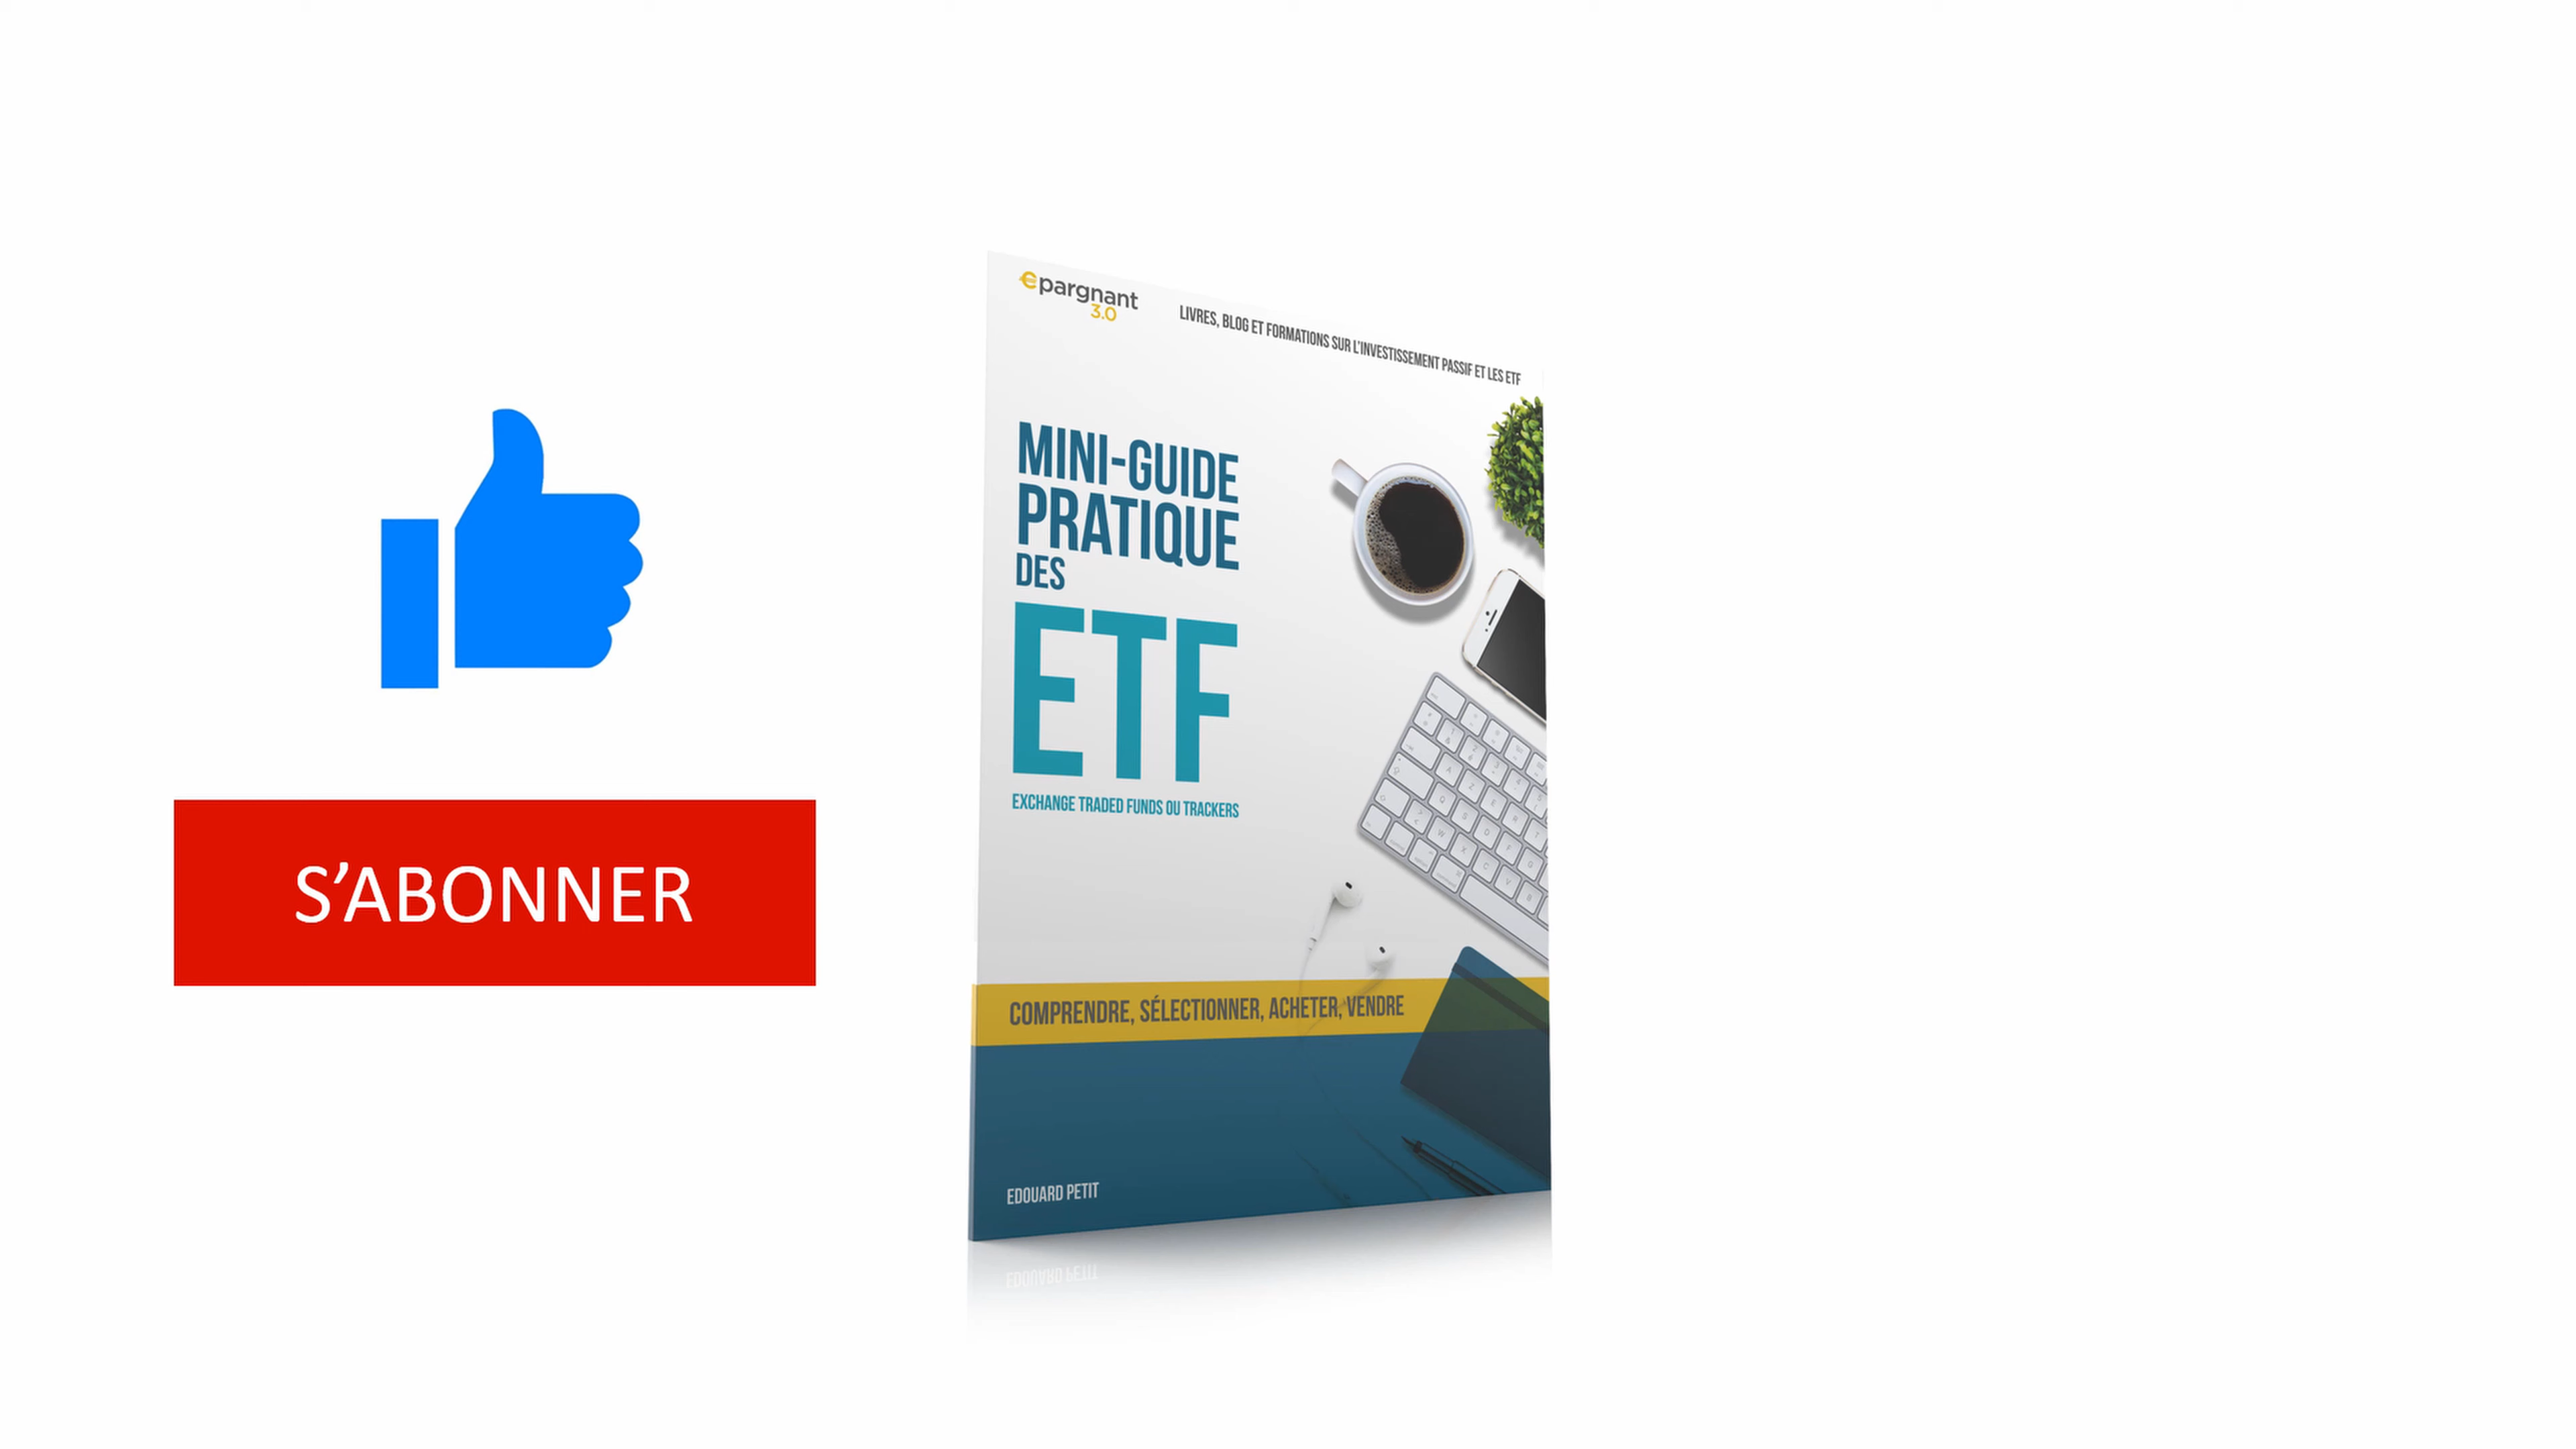 S'ABONNER
epargnant
3.0
LIVRES, BLOG ET FORMATIONS SUR L'INVESTISSEMENT PASSIF ET LES ETF
MINI-GUIDE
PRATIQUE
DES
ETF
EXCHANGE TRADED FUNDS OU TRACKERS
COMPRENDRE, SÉLECTIONNER, ACHETER, VENDRE
EDOUARD PETIT